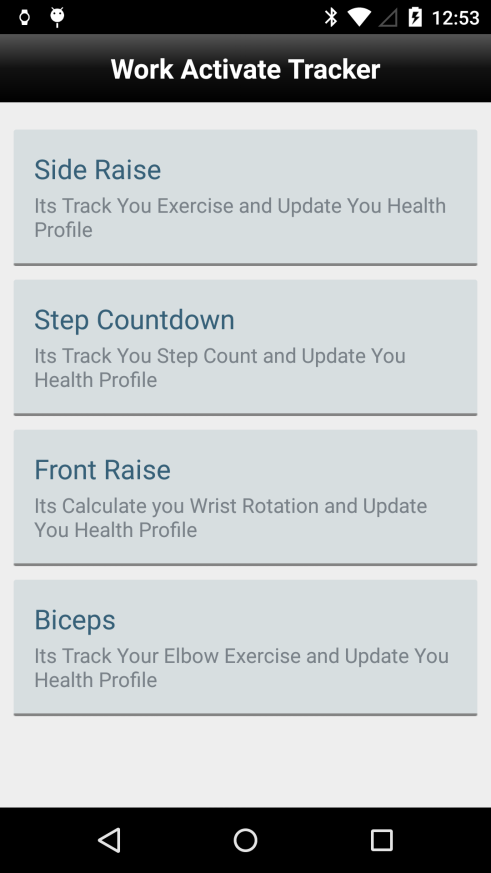 12:53
Work Activate Tracker
Side Raise
Its Track You Exercise and Update You Health
Profile
Step Countdown
Its Track You Step Count and Update You
Health Profile
Front Raise
Its Calculate you Wrist Rotation and Update
You Health Profile
Biceps
Its Track Your Elbow Exercise and Update You
Health Profile